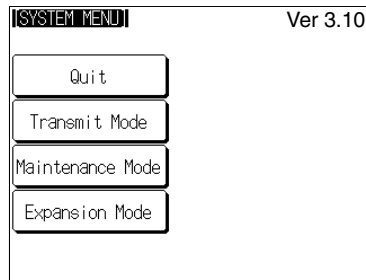 [SYSTEM MENU] Ver 3.10
Quit
Transmit Mode
Maintenance Mode
Expansion Mode